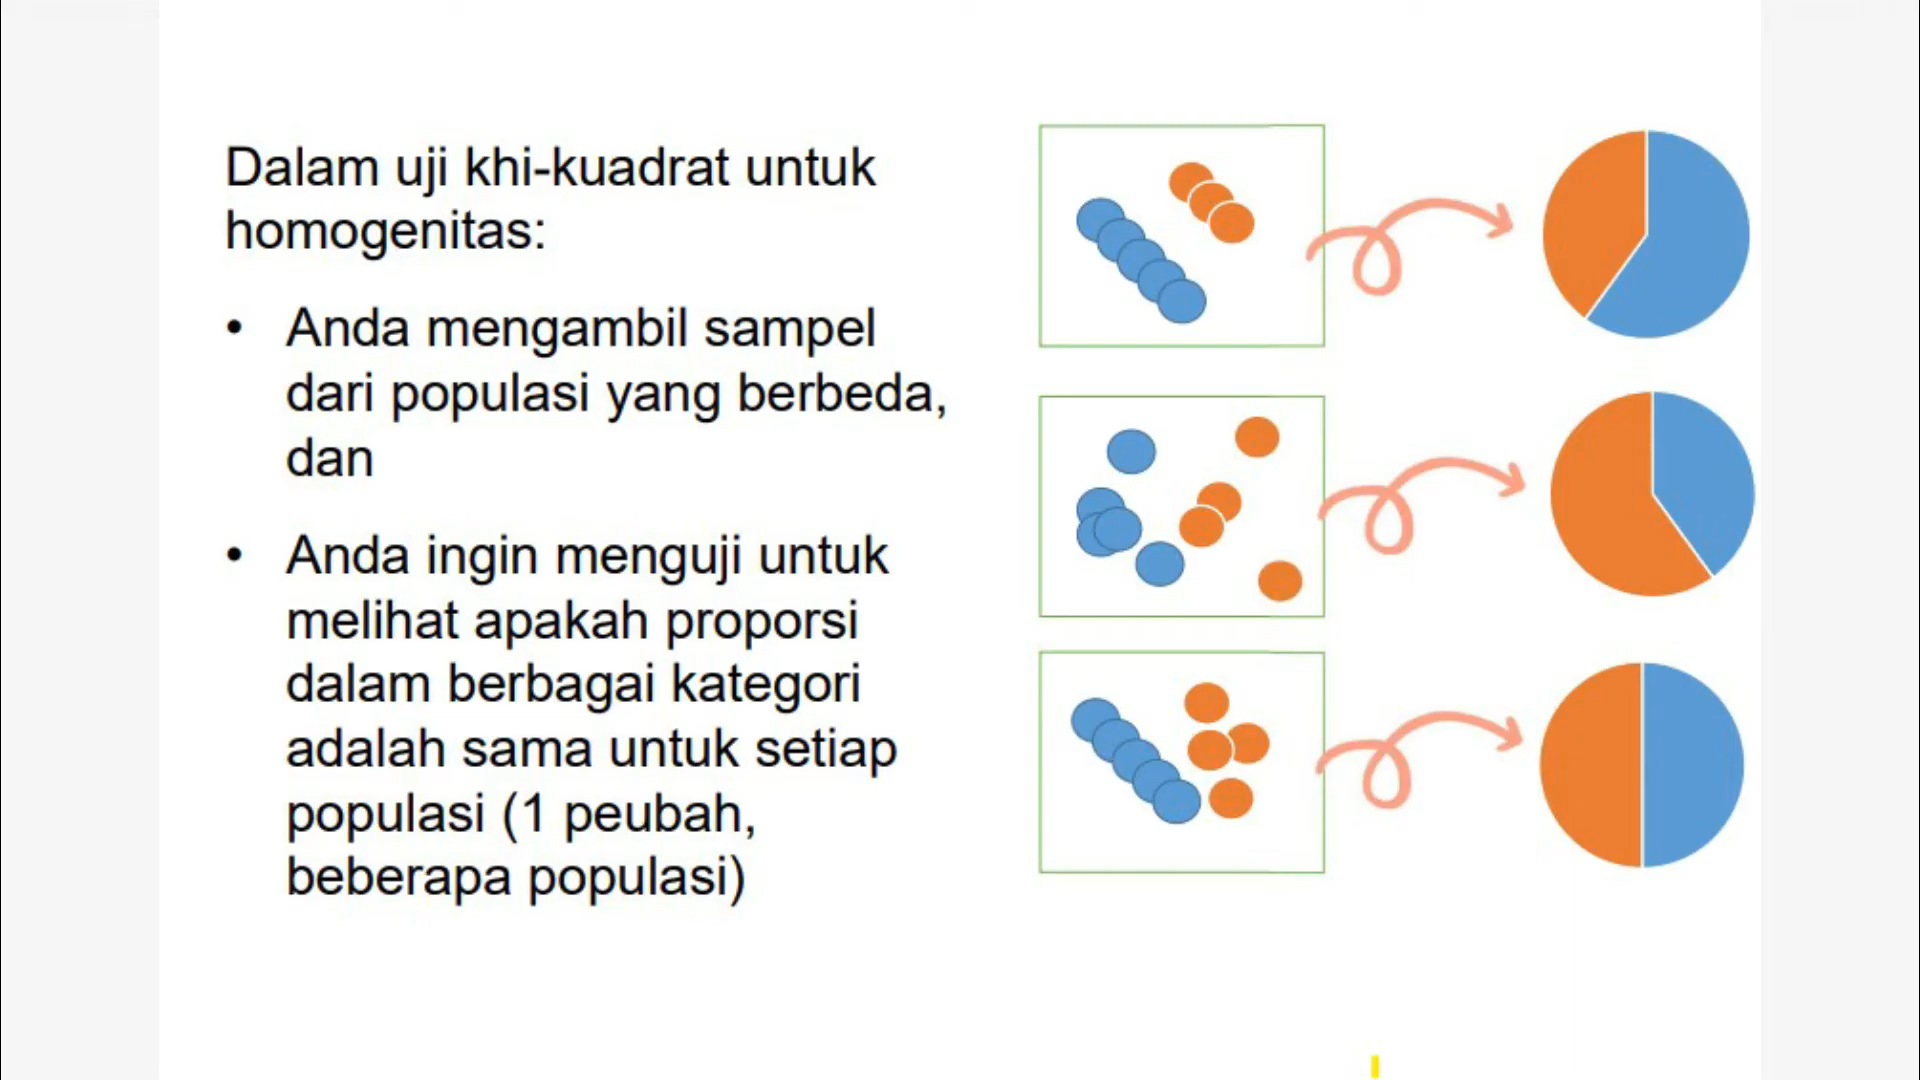 Dalam uji khi-kuadrat untuk
homogenitas:
• Anda mengambil sampel
dari populasi yang berbeda,
dan
• Anda ingin menguji untuk
melihat apakah proporsi
dalam berbagai kategori
adalah sama untuk setiap
populasi (1 peubah,
beberapa populasi)